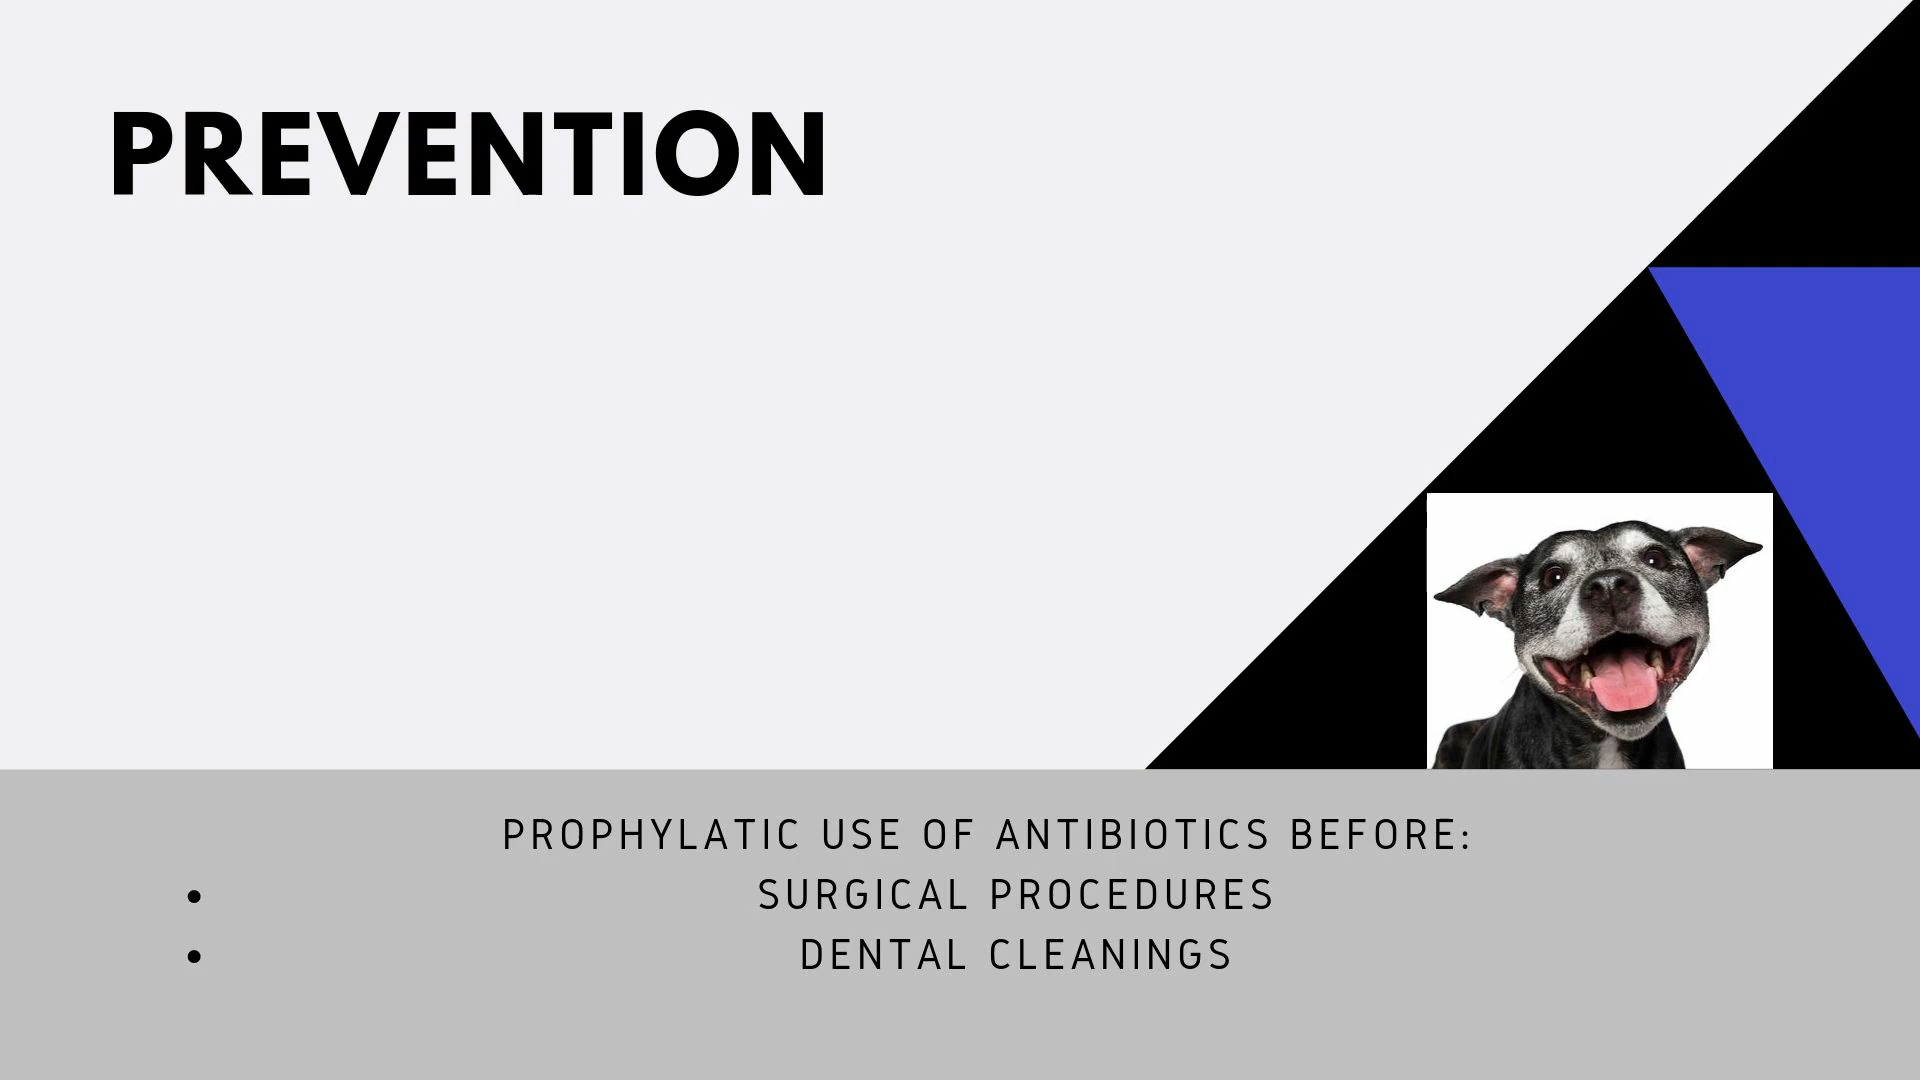 PREVENTION
PROPHYLATIC USE OF ANTIBIOTICS BEFORE:
• SURGICAL PROCEDURES
• DENTAL CLEANINGS